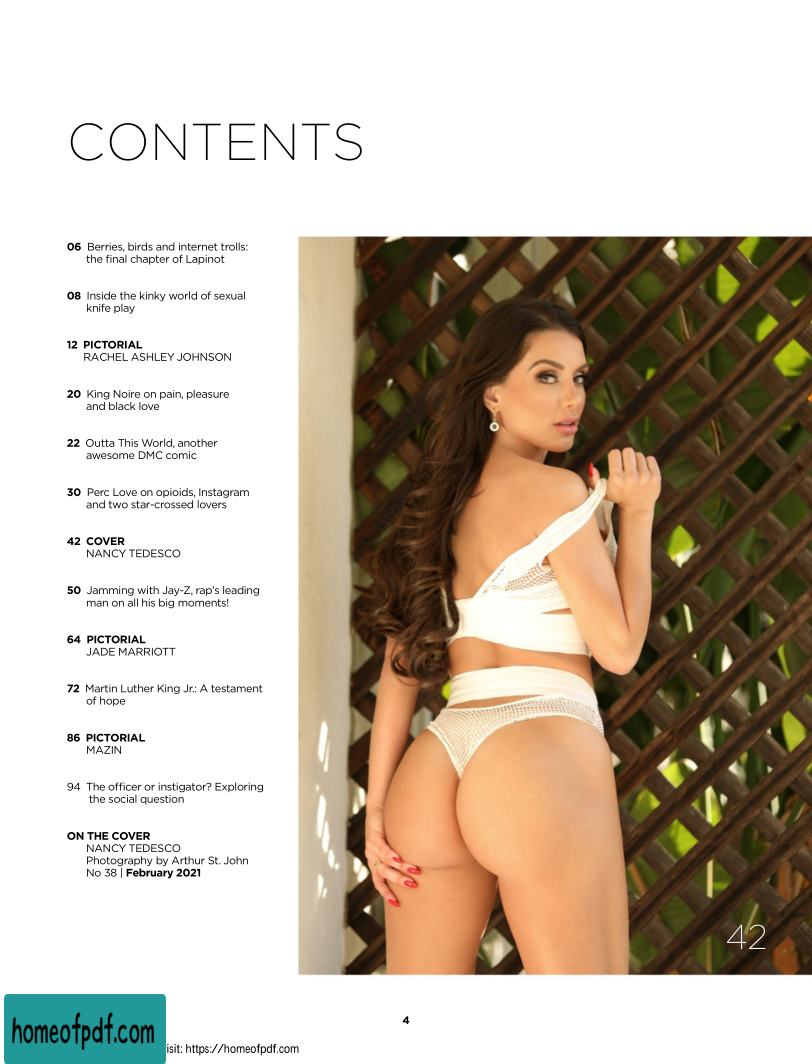 CONTENTS
06 Berries, birds and internet trolls:
the final chapter of Lapinot
08 Inside the kinky world of sexual
knife play
12 PICTORIAL
RACHEL ASHLEY JOHNSON
20 King Noire on pain, pleasure
and black love
22 Outta This World, another
awesome DMC comic
30 Perc Love on opioids, Instagram
and two star-crossed lovers
42 COVER
NANCY TEDESCO
50 Jamming with Jay-Z, rap's leading
man on all his big moments!
64 PICTORIAL
JADE MARRIOTT
72 Martin Luther King Jr.: A testament
of hope
86 PICTORIAL
MAZIN
94 The officer or instigator? Exploring
the social question
ON THE COVER
NANCY TEDESCO
Photography by Arthur St. John
No 38 | February 2021
42
4
homeofpdf.com
isit: https://homeofpdf.com